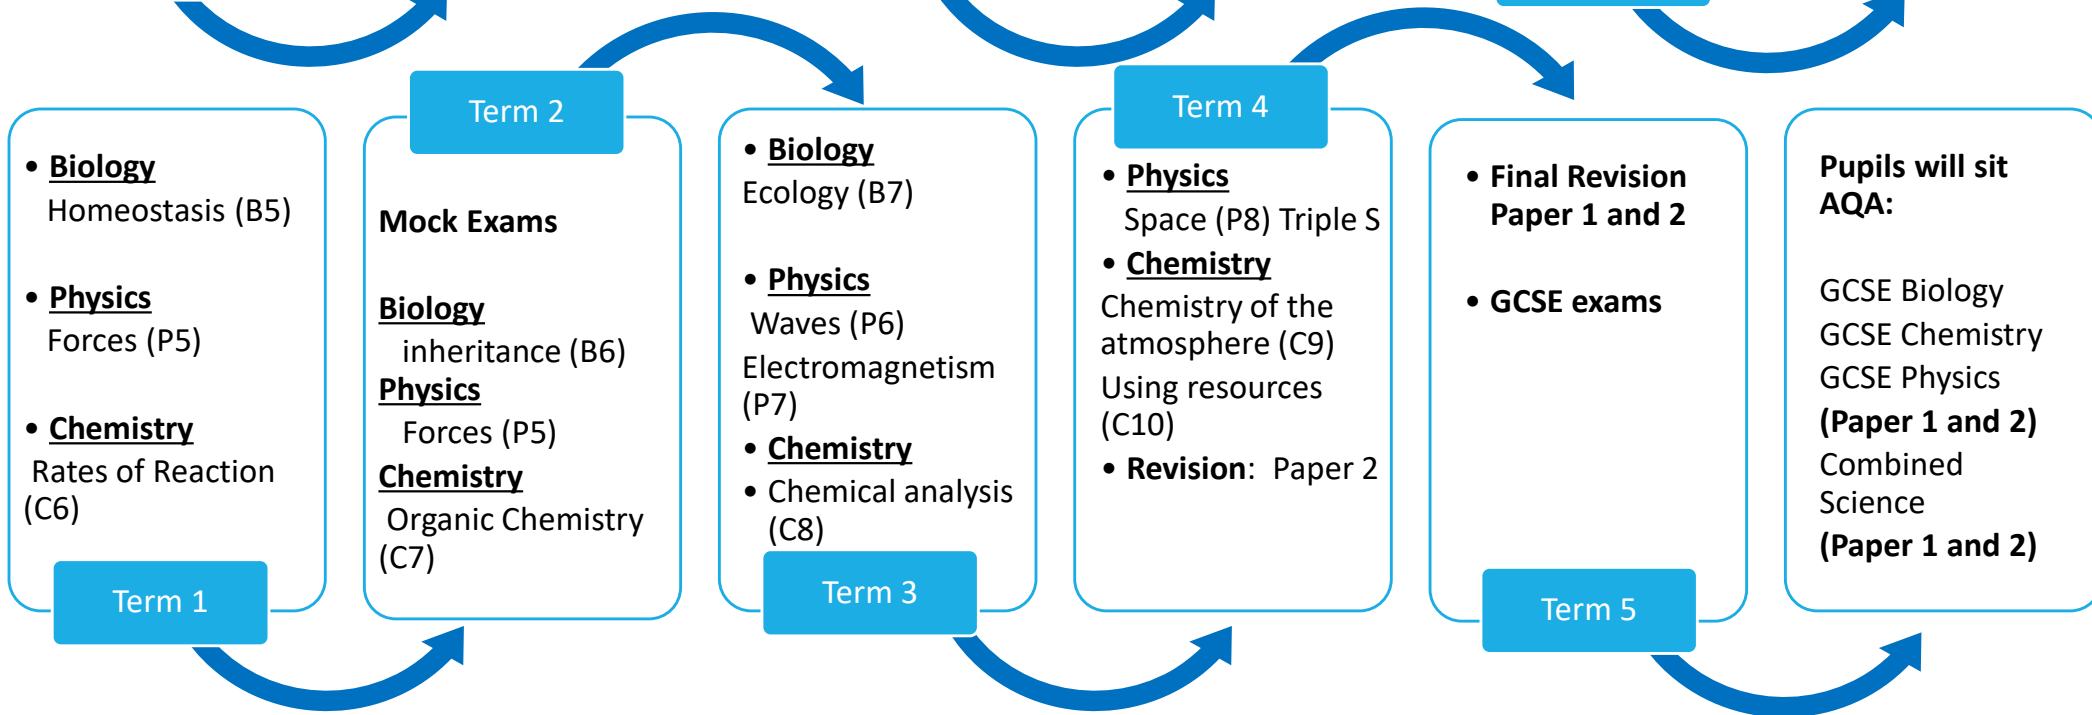 • Biology
Homeostasis (B5)
• Physics
Forces (P5)
• Chemistry
Rates of Reaction
(C6)
Term 1
Term 2
Mock Exams
Biology
inheritance (B6)
Physics
Forces (P5)
Chemistry
Organic Chemistry
(C7)
• Biology
Ecology (B7)
• Physics
Waves (P6)
Electromagnetism
(P7)
• Chemistry
• Chemical analysis
(C8)
Term 3
Term 4
• Physics
Space (P8) Triple S
• Chemistry
Chemistry of the
atmosphere (C9)
Using resources
(C10)
• Revision: Paper 2
• Final Revision
Paper 1 and 2
• GCSE exams
Term 5
Pupils will sit
AQA:
GCSE Biology
GCSE Chemistry
GCSE Physics
(Paper 1 and 2)
Combined
Science
(Paper 1 and 2)